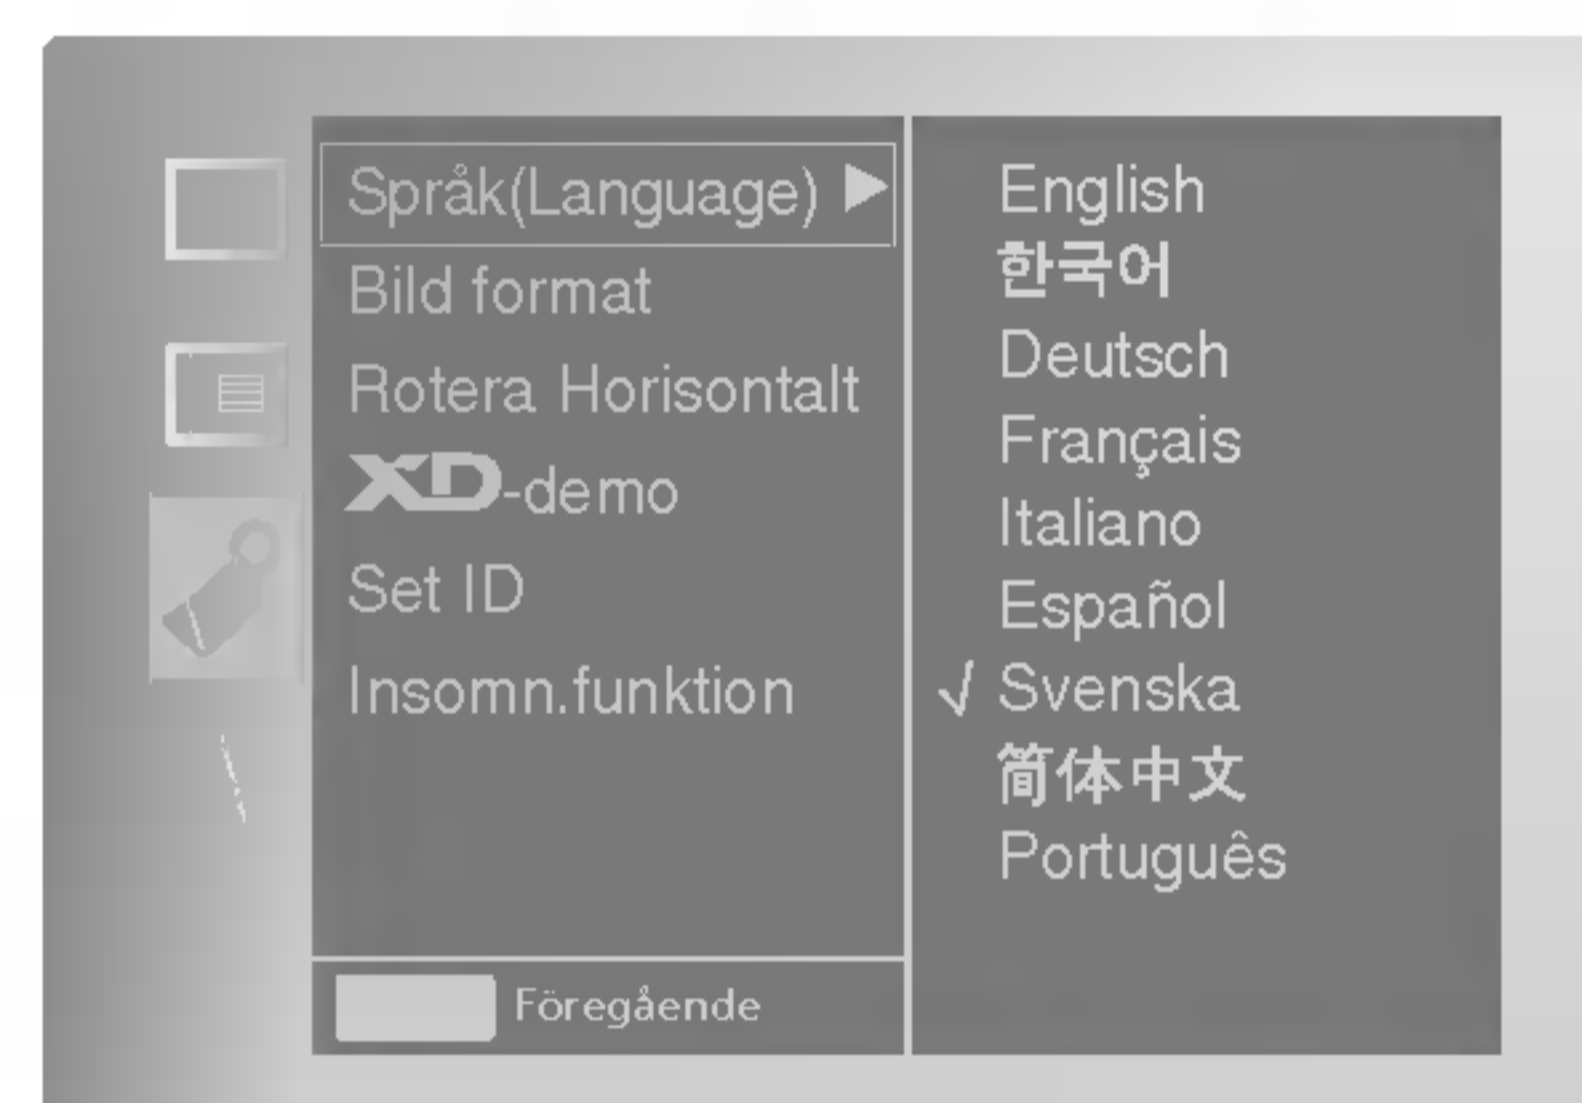 Språk(Language) ▶
Bild format
Rotera Horisontalt
XD-demo
Set ID
Insomn.funktion
Föregående
English
한국어
Deutsch
Français
Italiano
Español
√ Svenska
简体中文
Português